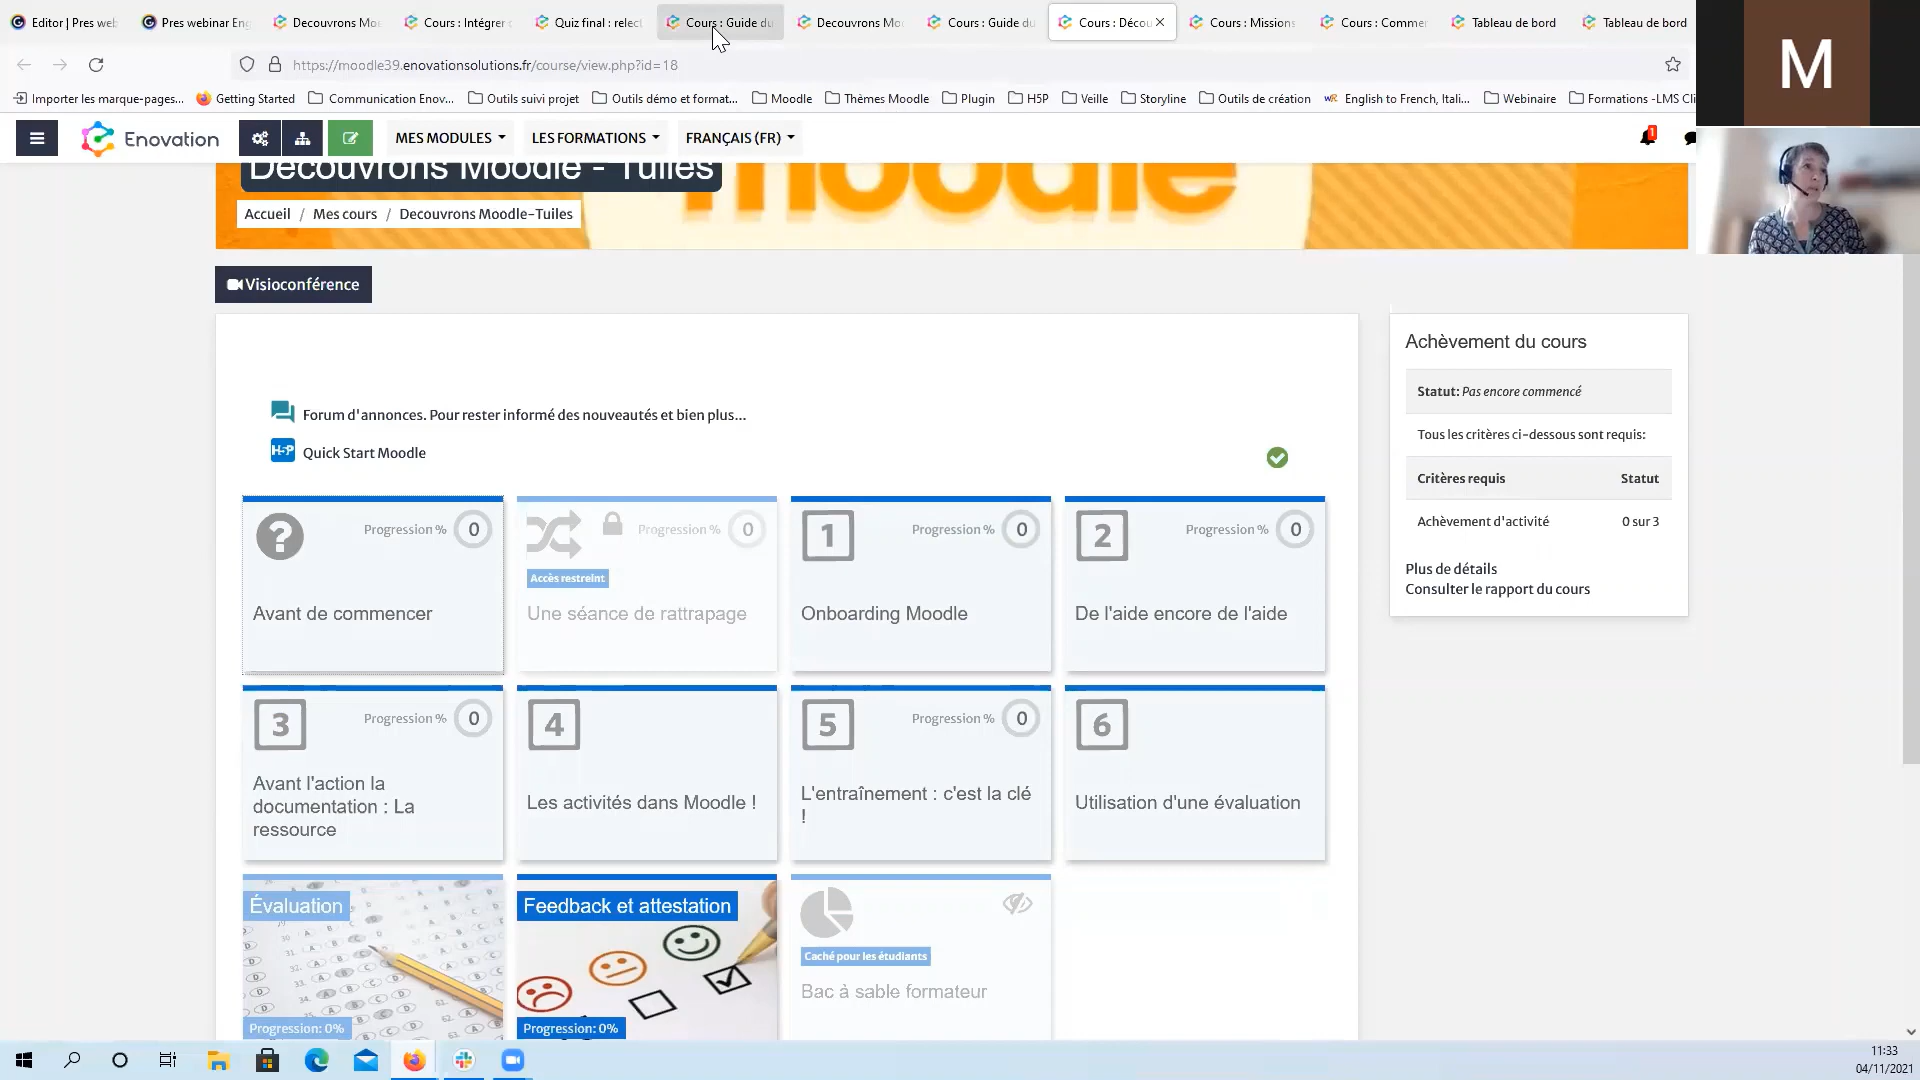 Editor | Pres web
Pres webinar Eng
Decouvrons Mo
Cours : Intégrer
Quiz final : relect
Cours : Guide du
Decouvrons Mo
Cours : Guide du
Cours : Décou
Cours : Missions
Cours : Commen
Tableau de bord
Tableau de bord
https://moodle39.enovationsolutions.fr/course/view.php?id=18
Importer les marque-pages...
Getting Started
Communication Enov...
Outils suivi projet
Outils démo et format...
Moodle
Thèmes Moodle
Plugin
H5P
Veille
Storyline
Outils de création
English to French, Itali...
Webinaire
Formations -LMS Cli
M
Enovation
MES MODULES
LES FORMATIONS
FRANÇAIS (FR)
1
Decouvrons Moodle - Tuiles
moodle
Accueil / Mes cours / Decouvrons Moodle-Tuiles
Visioconférence
Forum d'annonces. Pour rester informé des nouveautés et bien plus...
H-P Quick Start Moodle
? Progression % 0
Avant de commencer
Progression % 0
Accès restreint
Une séance de rattrapage
1 Progression % 0
Onboarding Moodle
2 Progression % 0
De l'aide encore de l'aide
3 Progression % 0
Avant l'action la
documentation : La
ressource
4
Les activités dans Moodle !
5 Progression % 0
L'entraînement : c'est la clé
!
6
Utilisation d'une évaluation
Évaluation
Progression: 0%
Feedback et attestation
Progression: 0%
Caché pour les étudiants
Bac à sable formateur
Achèvement du cours
Statut: Pas encore commencé
Tous les critères ci-dessous sont requis:
Critères requis Statut
Achèvement d'activité 0 sur 3
Plus de détails
Consulter le rapport du cours
11:33
04/11/2021